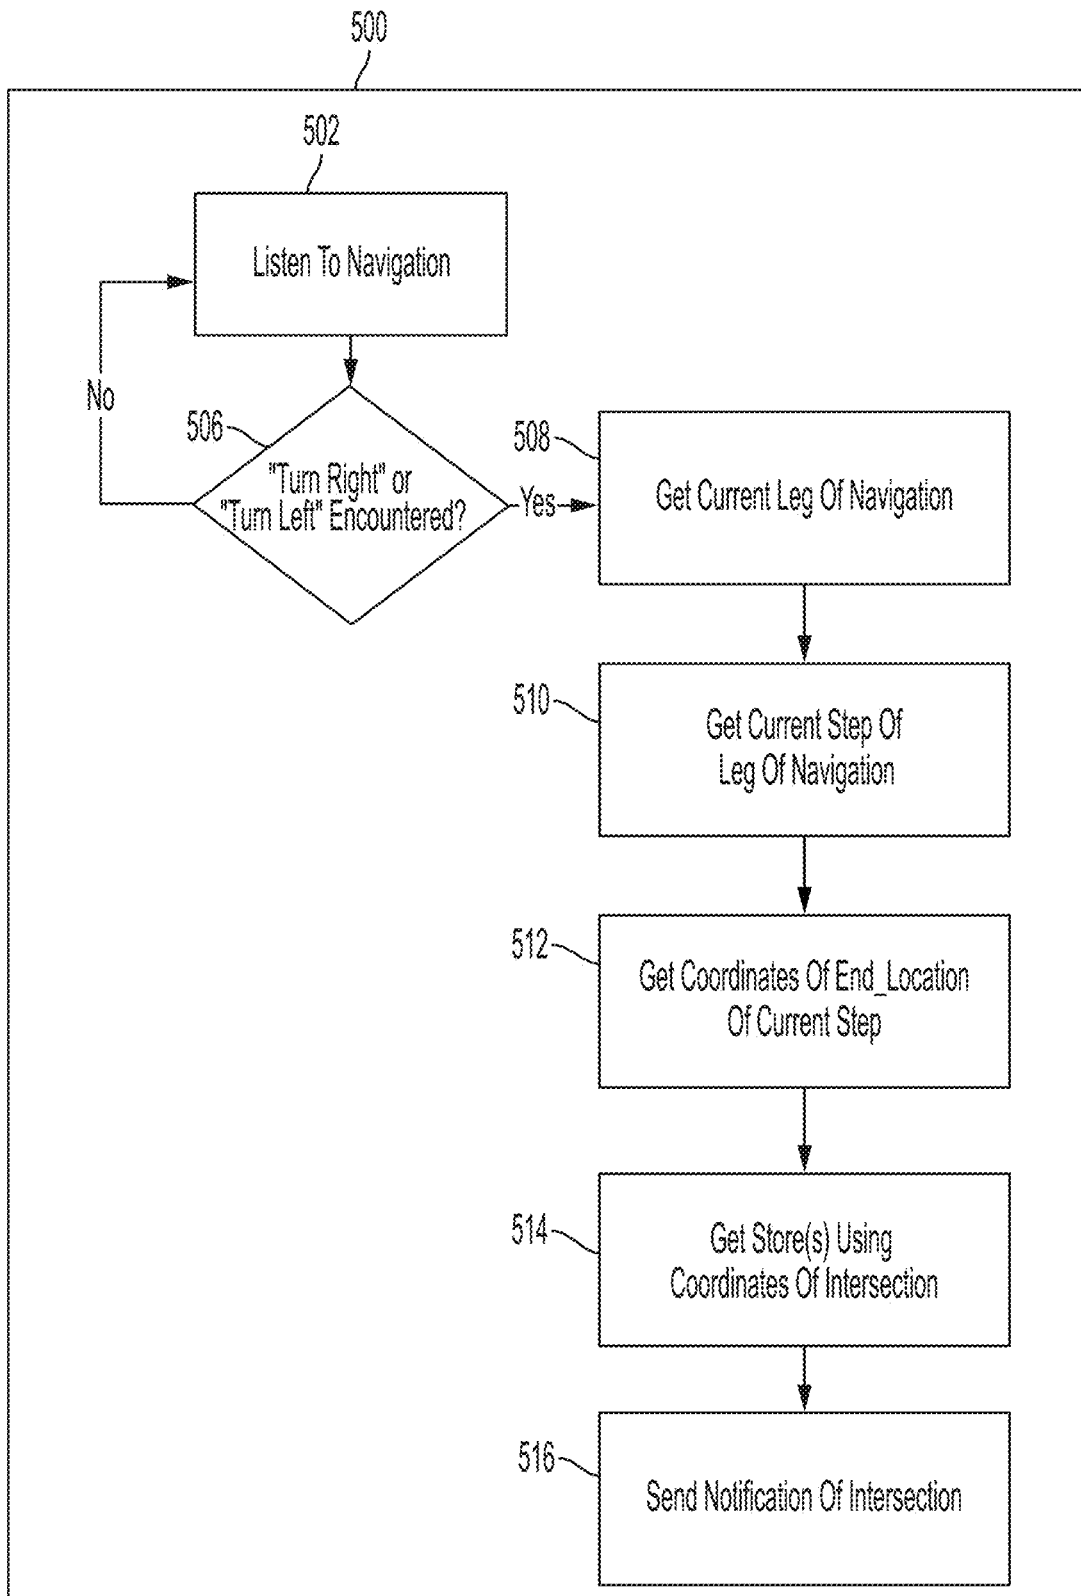 500
502
Listen To Navigation
No
506
"Turn Right" or
"Turn Left" Encountered?
Yes
508
Get Current Leg Of Navigation
510
Get Current Step Of
Leg Of Navigation
512
Get Coordinates Of End_Location
Of Current Step
514
Get Store(s) Using
Coordinates Of Intersection
516
Send Notification Of Intersection